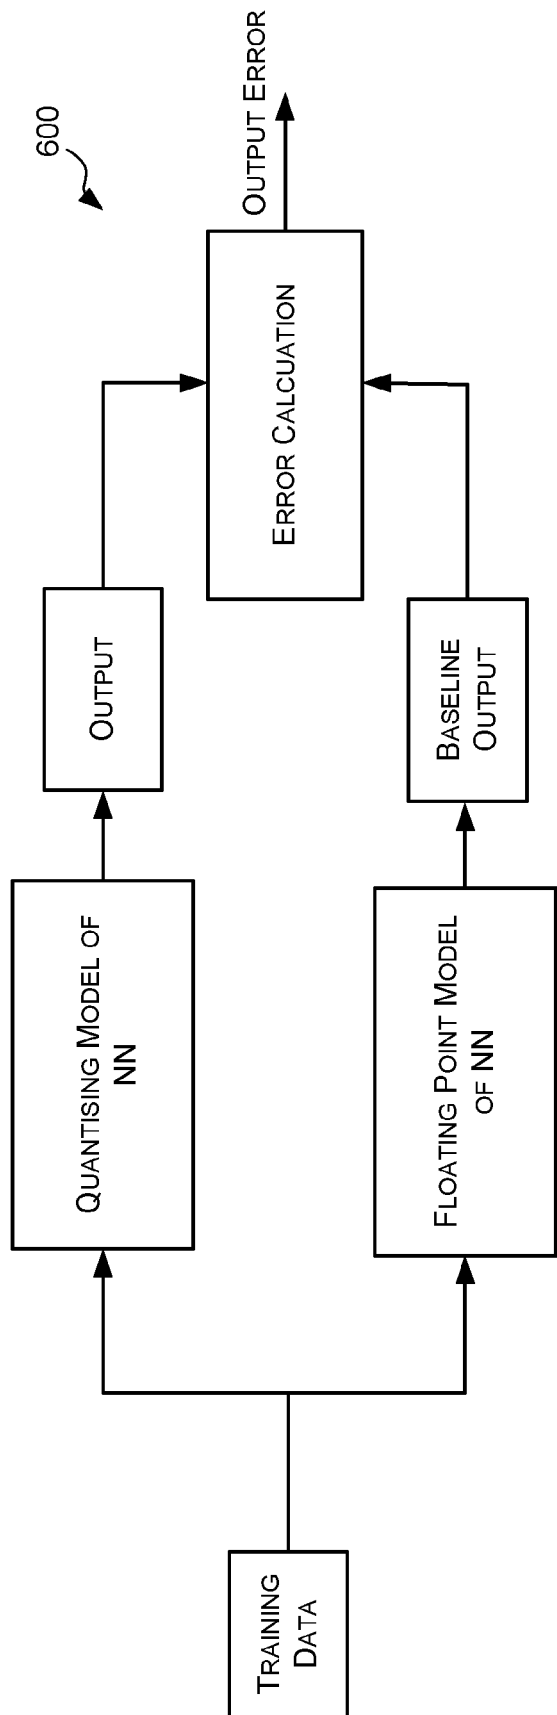 600
TRAINING
DATA
QUANTISING MODEL OF
NN
OUTPUT
FLOATING POINT MODEL
OF NN
BASELINE
OUTPUT
ERROR CALCUATION
OUTPUT ERROR